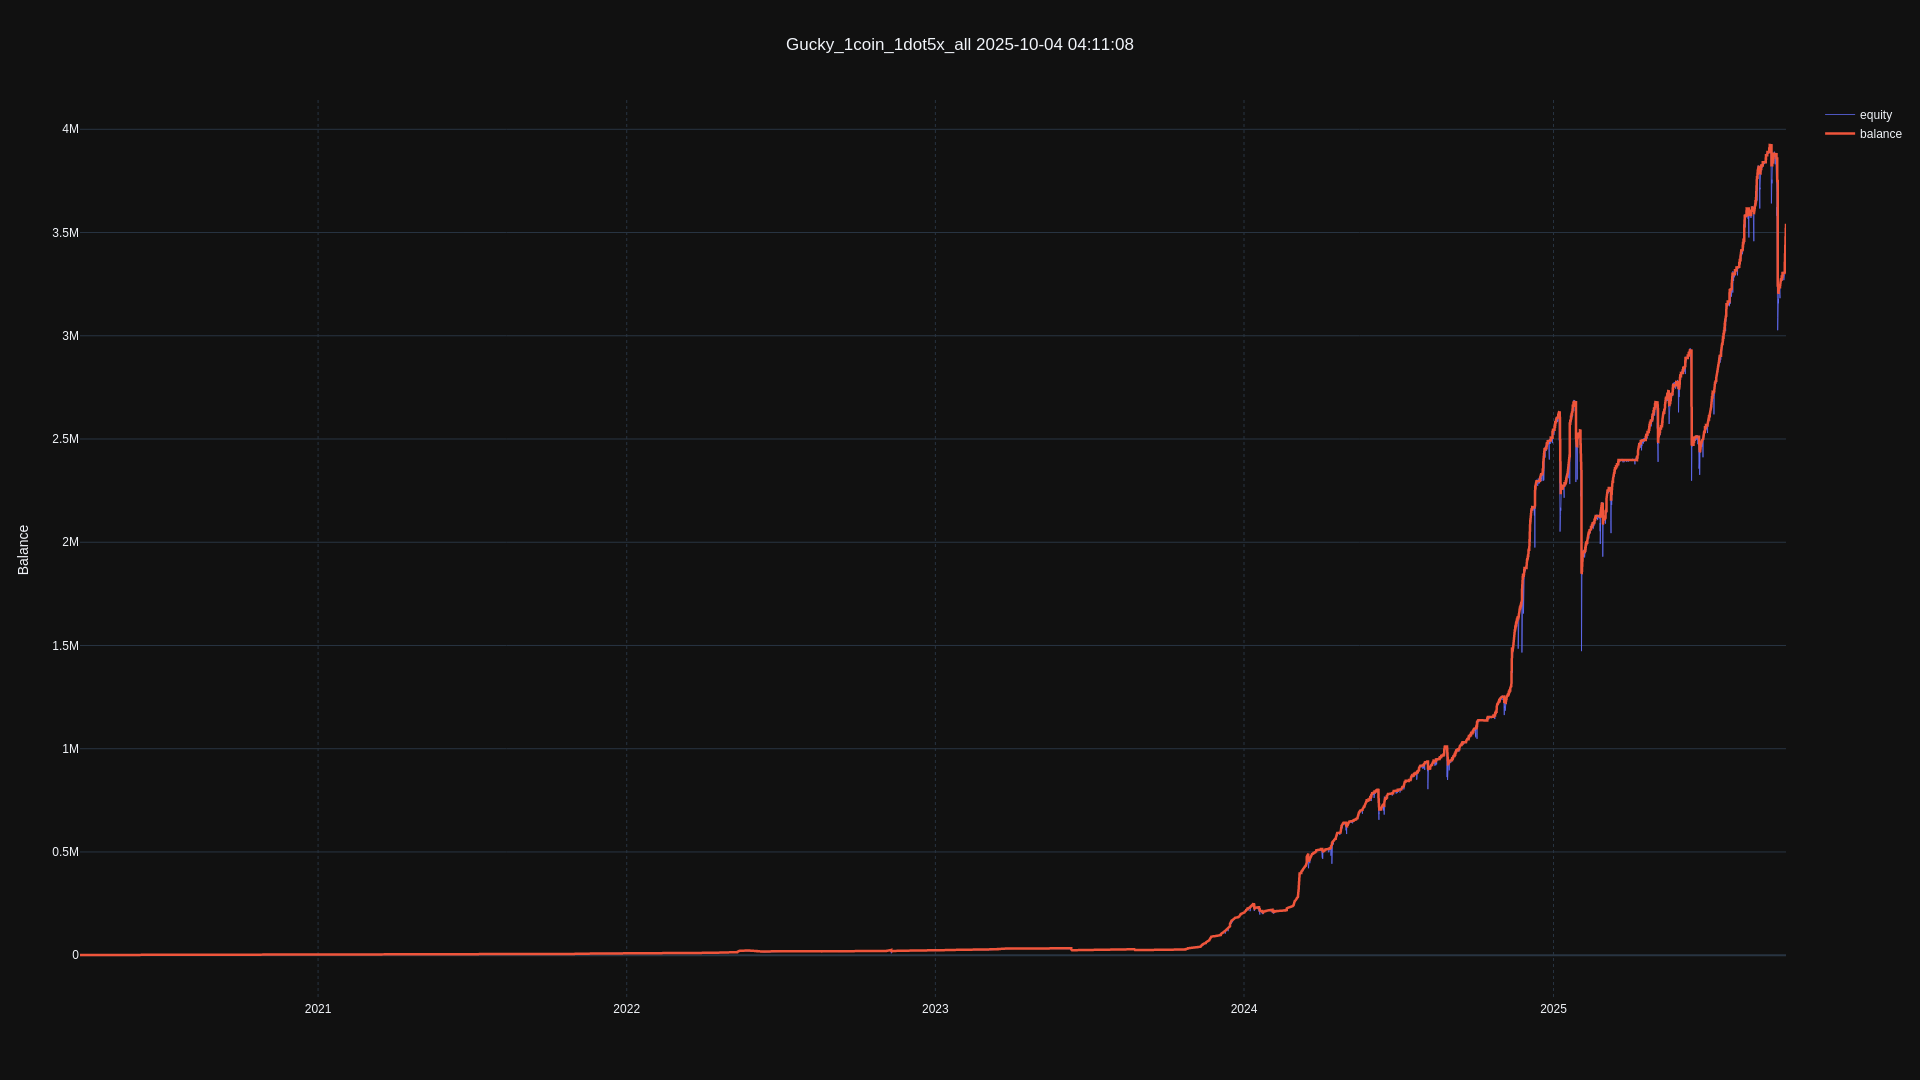 Gucky_1coin_1dot5x_all 2025-10-04 04:11:08
equity
balance
4M
3.5M
3M
2.5M
2M
1.5M
1M
0.5M
0
Balance
2021
2022
2023
2024
2025